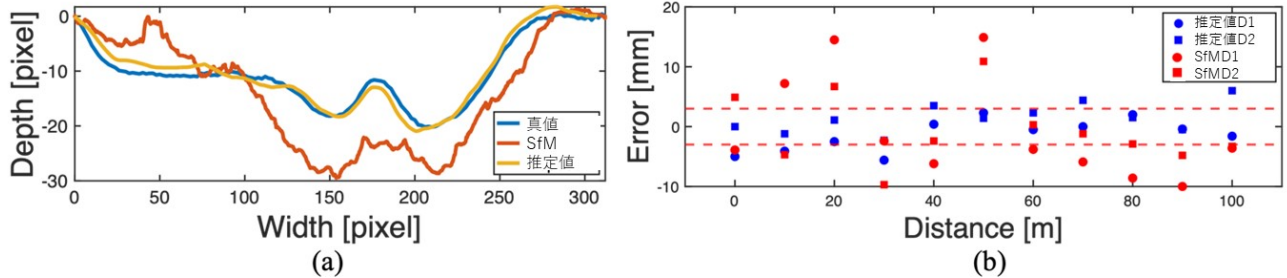 Depth [pixel]
0
-10
-20
-30
0
50
100
150
200
250
300
Width [pixel]
真値
SfM
推定値
(a)
Error [mm]
20
10
0
-10
0
20
40
60
80
100
Distance [m]
推定値D1
推定値D2
SfMD1
SfMD2
(b)